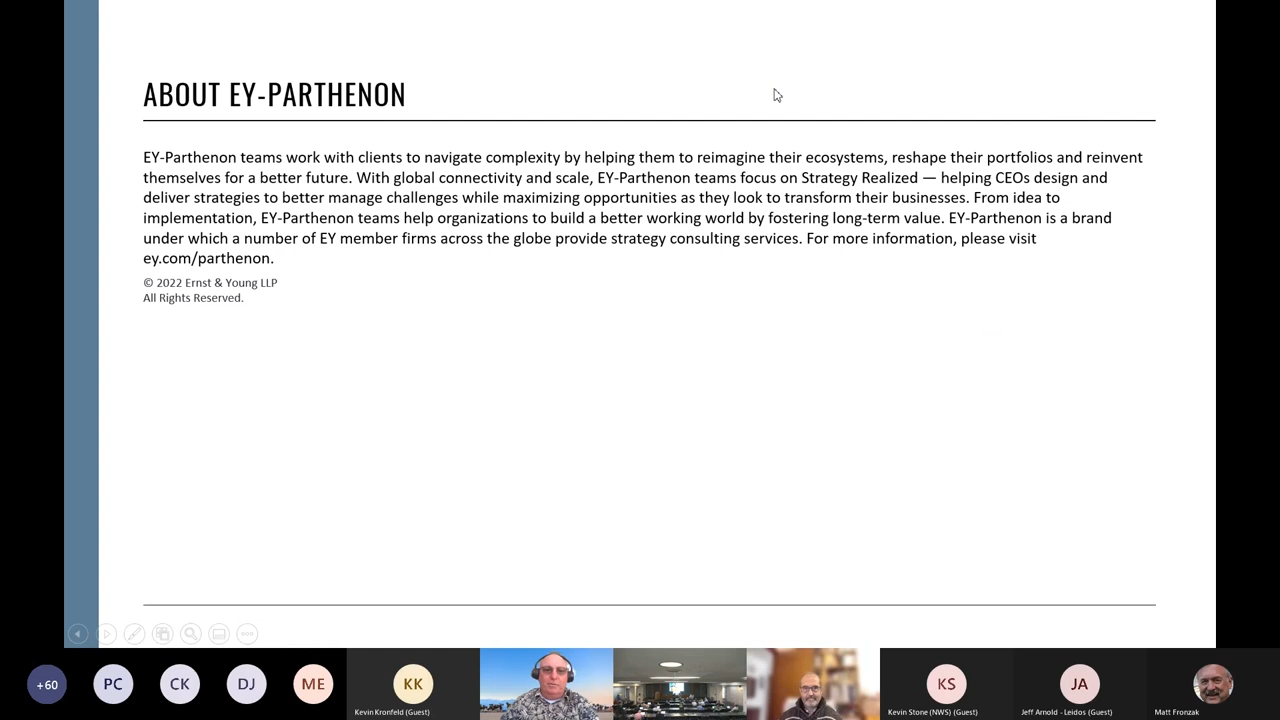 ABOUT EY-PARTHENON
EY-Parthenon teams work with clients to navigate complexity by helping them to reimagine their ecosystems, reshape their portfolios and reinvent
themselves for a better future. With global connectivity and scale, EY-Parthenon teams focus on Strategy Realized — helping CEOs design and
deliver strategies to better manage challenges while maximizing opportunities as they look to transform their businesses. From idea to
implementation, EY-Parthenon teams help organizations to build a better working world by fostering long-term value. EY-Parthenon is a brand
under which a number of EY member firms across the globe provide strategy consulting services. For more information, please visit
ey.com/parthenon.
© 2022 Ernst & Young LLP
All Rights Reserved.
+60
PC
CK
DJ
ME
KK
KS
JA
Kevin Kronfeld (Guest)
Kevin Stone (NWS) (Guest)
Jeff Arnold - Leidos (Guest)
Matt Fronzak